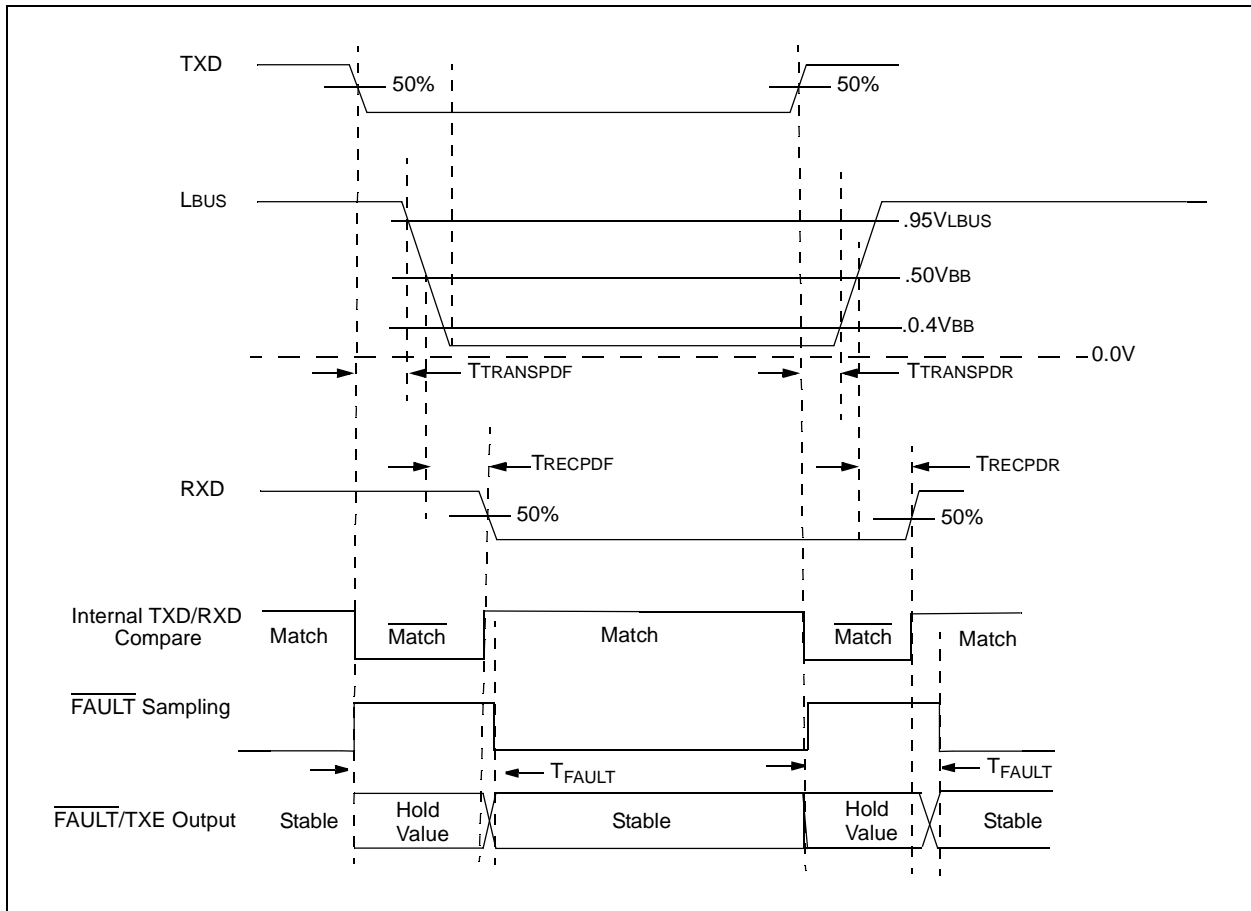 TXD
50%
50%
LBUS
.95VLBUS
.50VBB
.0.4VBB
0.0V
TTRANSPDF
TTRANSPDR
TRECPDF
TRECPDR
RXD
50%
50%
Internal TXD/RXD
Compare
Match
Match
Match
Match
Match
FAULT Sampling
TFAULT
TFAULT
FAULT/TXE Output
Stable
Hold
Value
Stable
Hold
Value
Stable